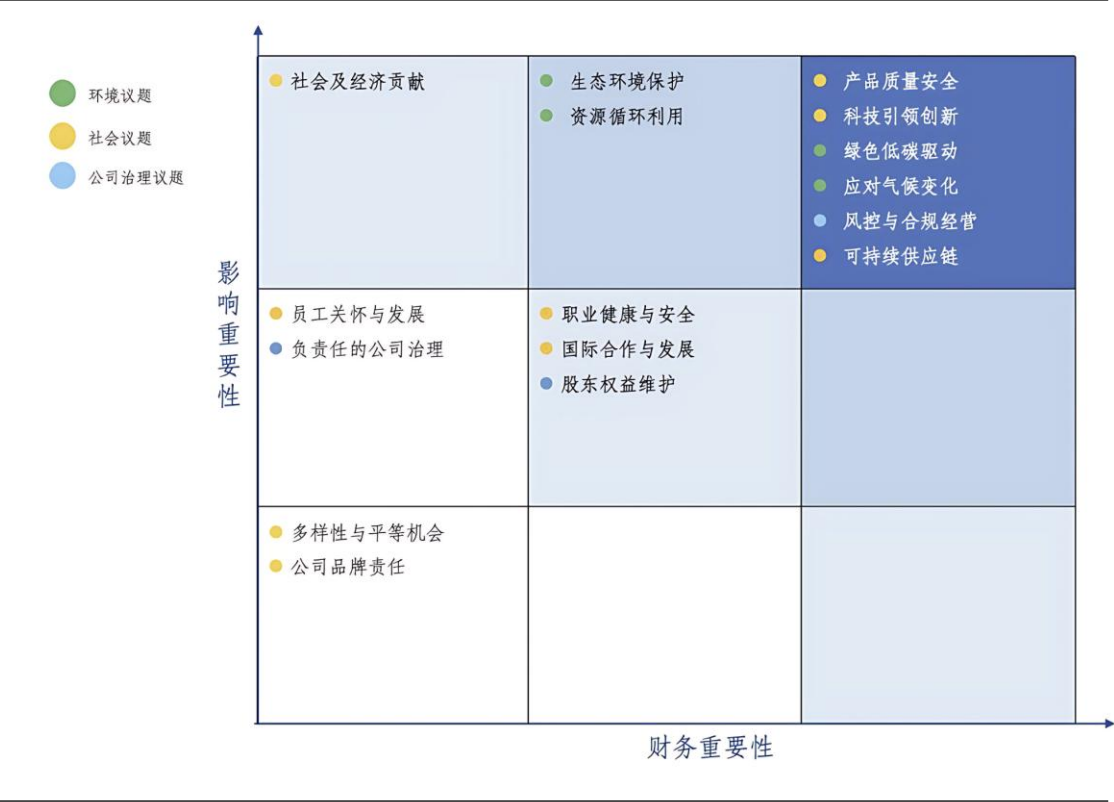 环境议题
社会议题
公司治理议题
影响重要性
社会及经济贡献
生态环境保护
资源循环利用
产品质量安全
科技引领创新
绿色低碳驱动
应对气候变化
风控与合规经营
可持续供应链
员工关怀与发展
负责任的公司治理
职业健康与安全
国际合作与发展
股东权益维护
多样性与平等机会
公司品牌责任
财务重要性